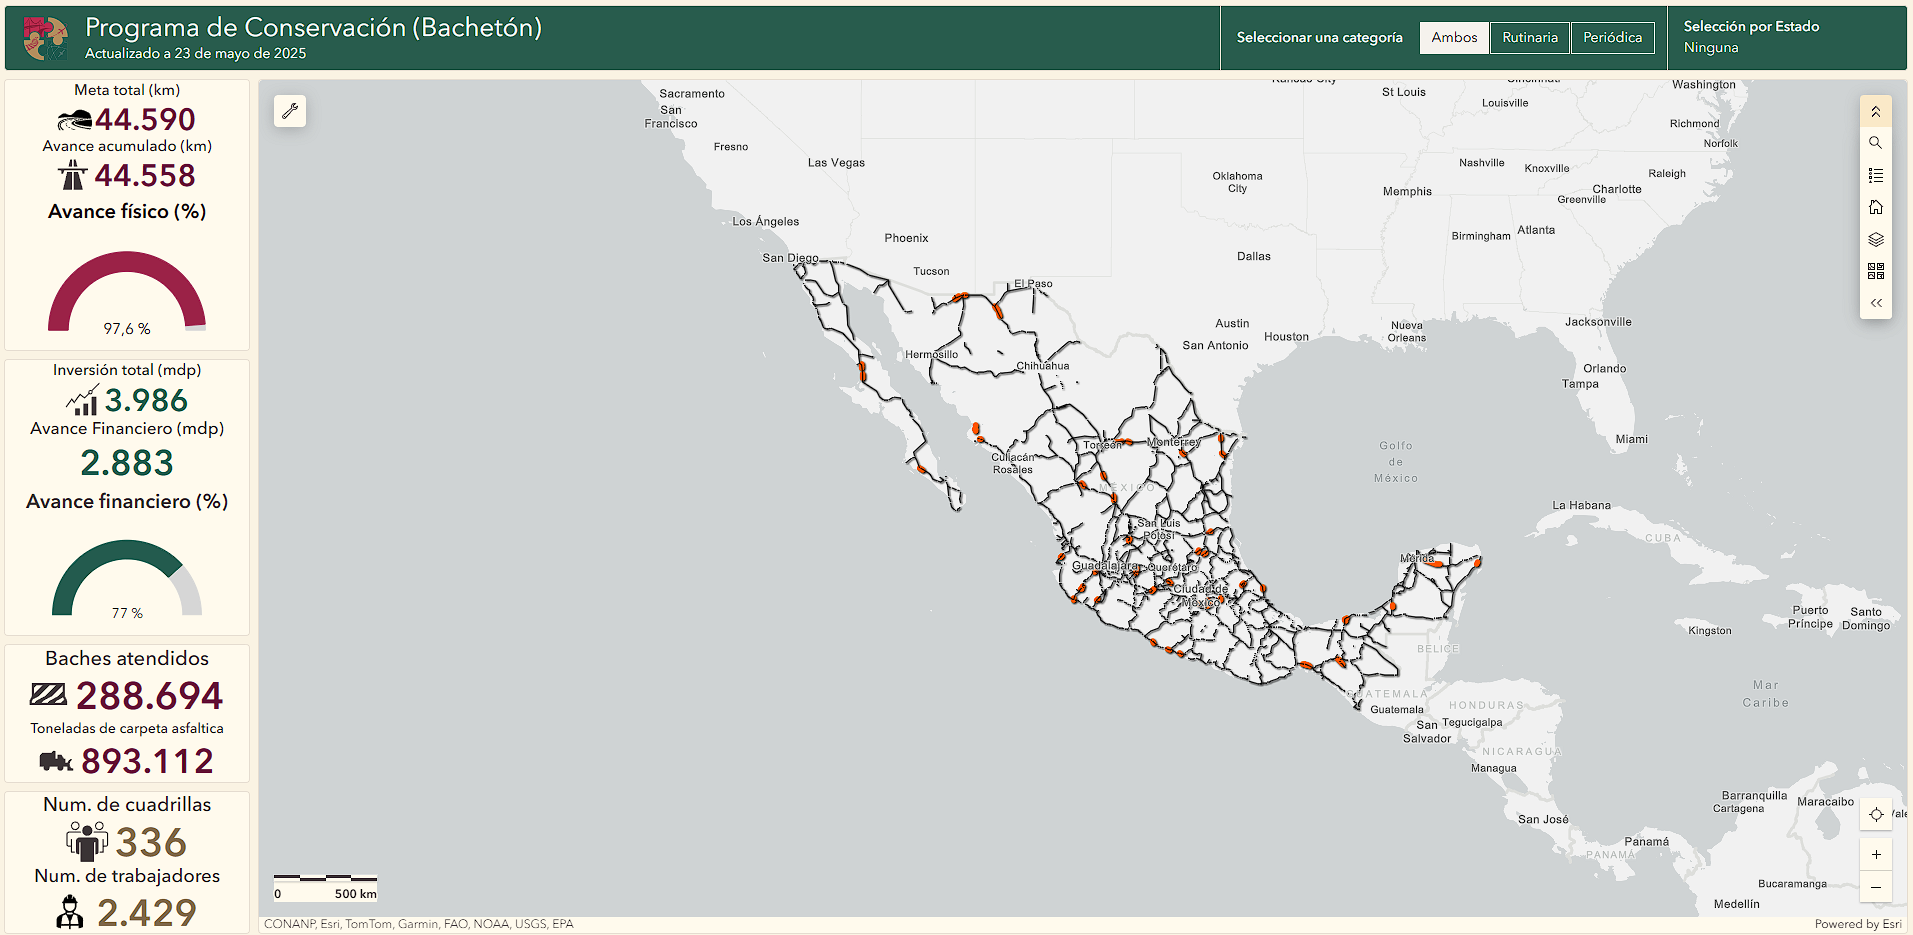 Programa de Conservación (Bachetón)
Actualizado a 23 de mayo de 2025
Seleccionar una categoría
Ambos
Rutinaria
Periódica
Selección por Estado
Ninguna
Meta total (km)
44.590
Avance acumulado (km)
44.558
Avance físico (%)
97,6 %
Inversión total (mdp)
3.986
Avance Financiero (mdp)
2.883
Avance financiero (%)
77 %
Baches atendidos
288.694
Toneladas de carpeta asfaltica
893.112
Num. de cuadrillas
336
Num. de trabajadores
2.429
Sacramento
San
Francisco
Fresno
Las Vegas
Los Ángeles
San Diego
Phoenix
Tucson
El Paso
Kansas City
St Louis
Cincinnati
Louisville
Washington
Richmond
Norfolk
Nashville
Knoxville
Raleigh
Charlotte
Greenville
Memphis
Oklahoma
City
Birmingham
Atlanta
Dallas
Austin
Houston
San Antonio
Nueva
Orleans
Jacksonville
Orlando
Tampa
Miami
Hermosillo
Chihuahua
Torreón
Monterrey
Culiacán
Rosales
MÉXICO
San Luis
Potosí
Guadalajara
Querétaro
Ciudad de
México
Mérida
Golfo
de
México
La Habana
CUBA
Puerto
Príncipe
Santo
Domingo
Kingston
BELICE
GUATEMALA
Guatemala
HONDURAS
Tegucigalpa
San
Salvador
NICARAGUA
Managua
Mar
Caribe
San José
Panamá
PANAMÁ
Barranquilla
Cartagena
Maracaibo
Bucaramanga
Medellín
0
500 km
CONANP, Esri, TomTom, Garmin, FAO, NOAA, USGS, EPA
Powered by Esri